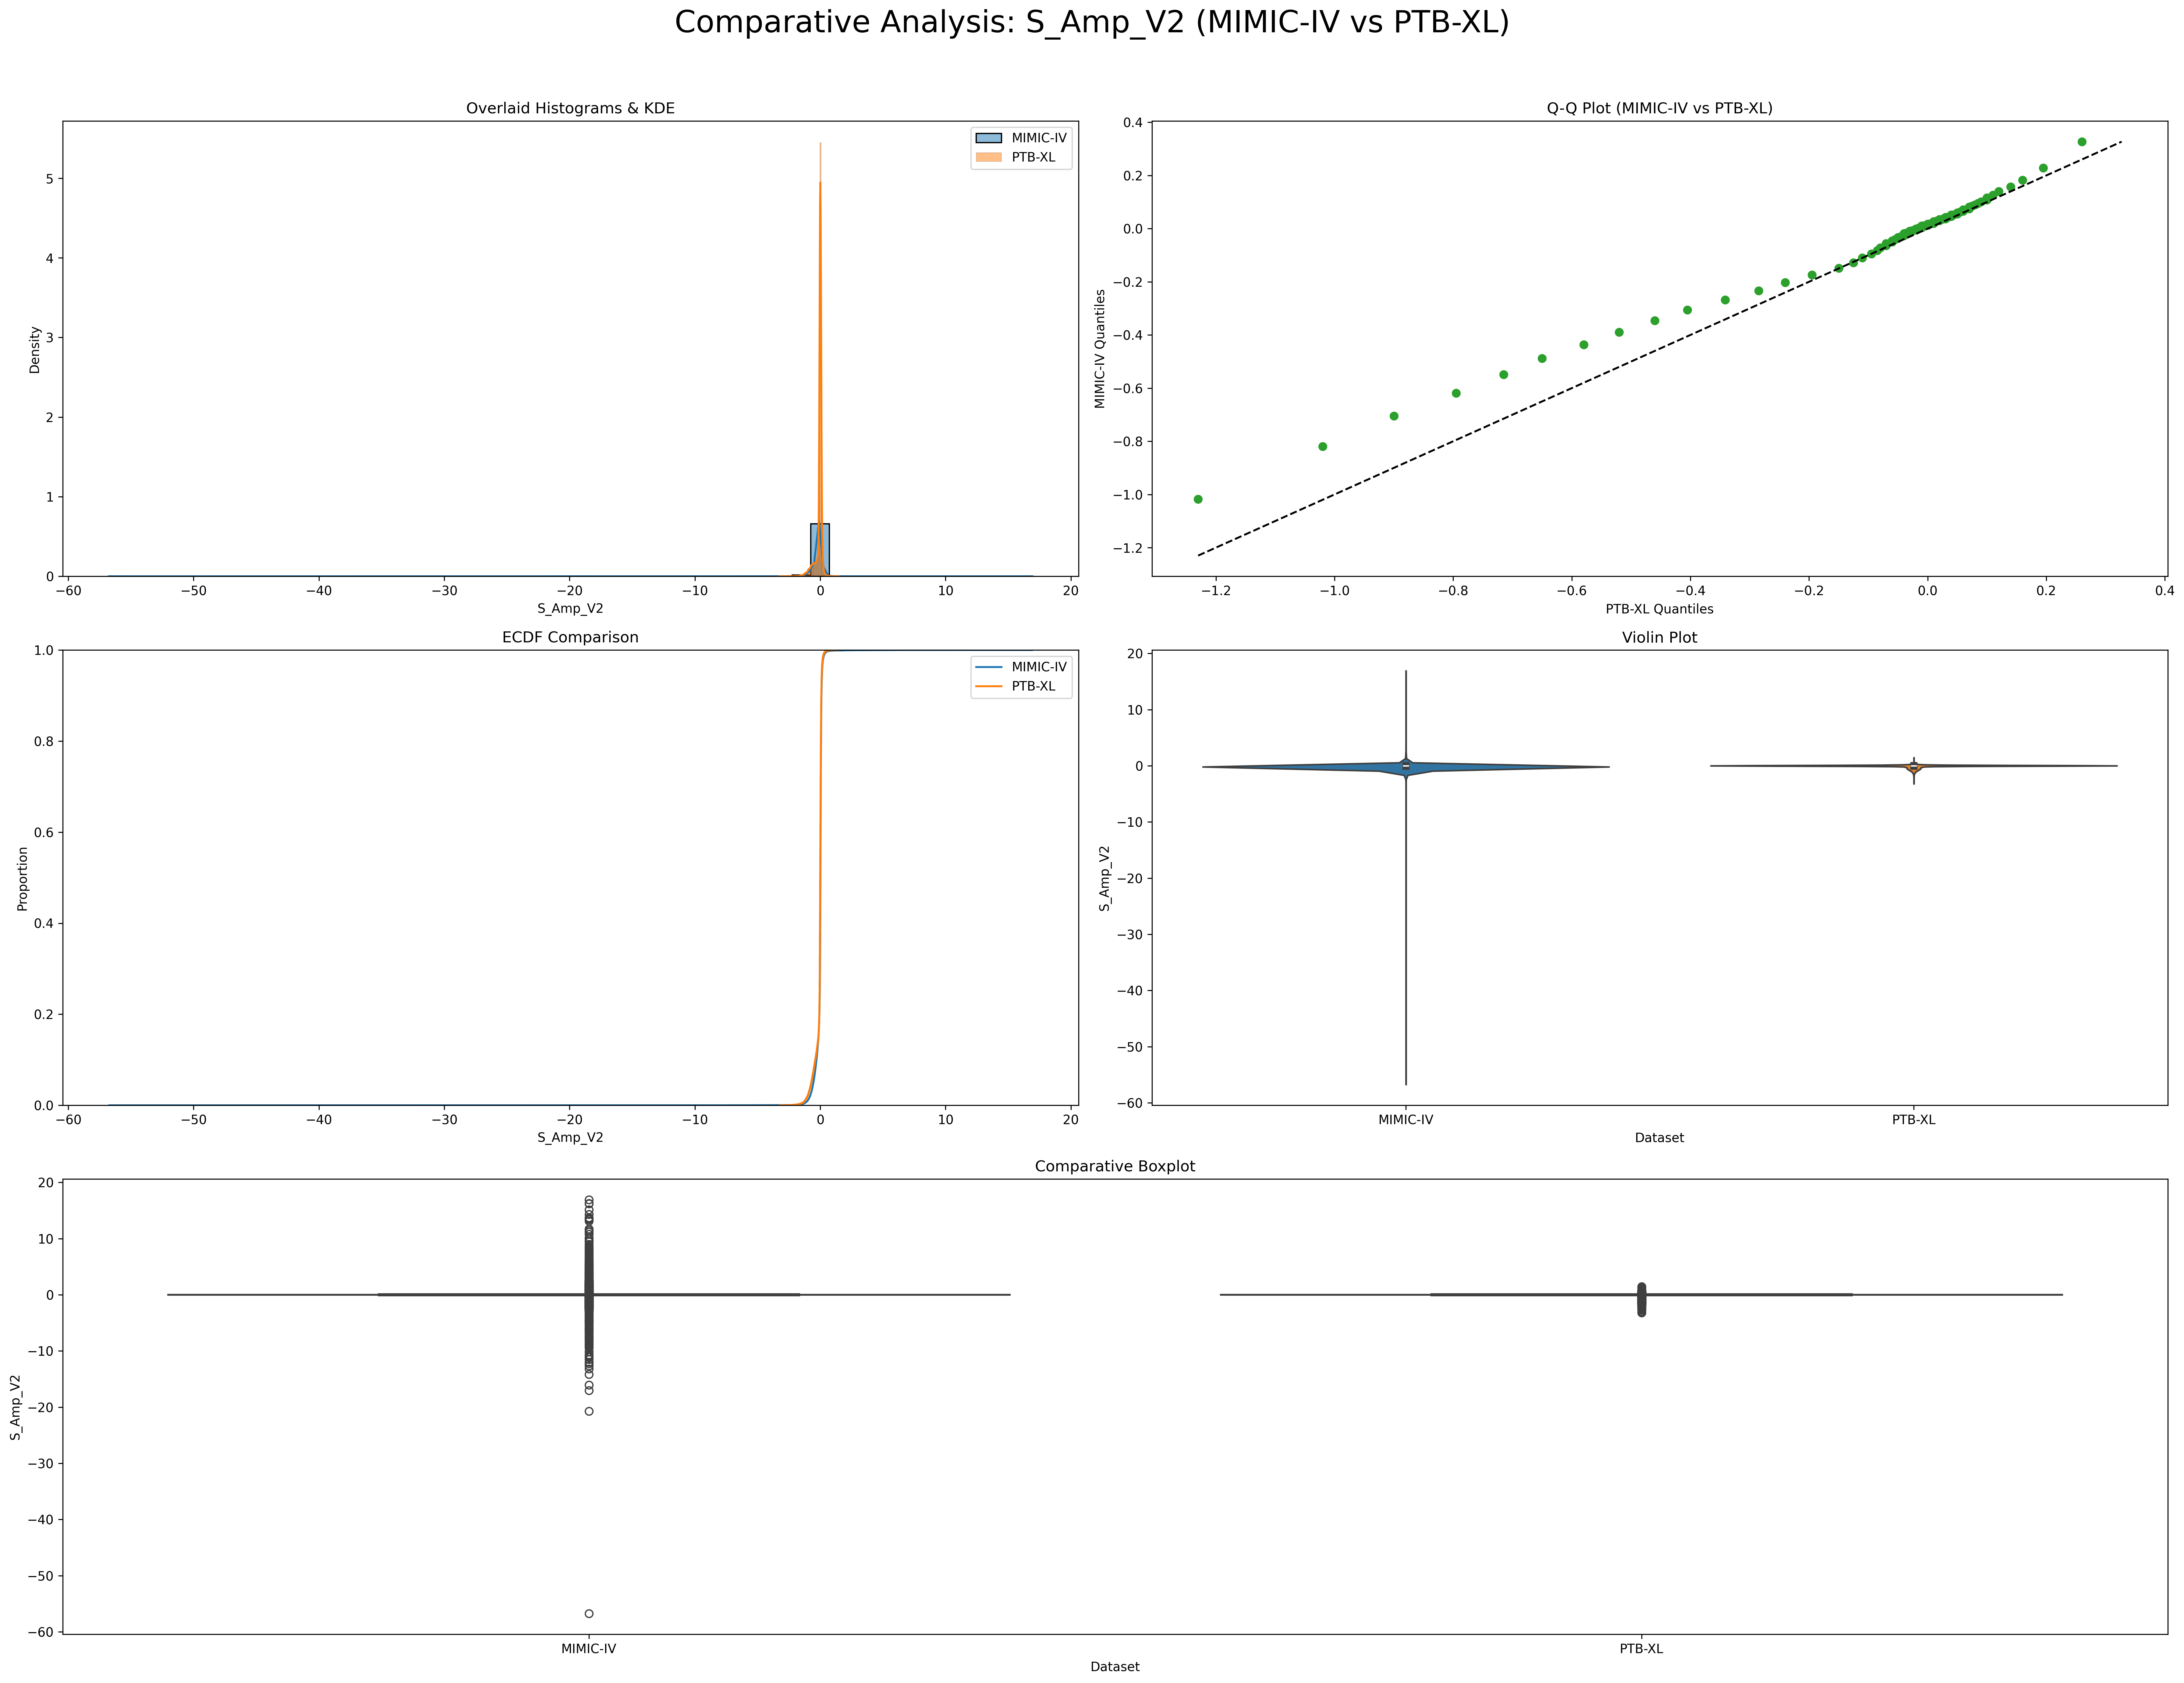 Comparative Analysis: S_Amp_V2 (MIMIC-IV vs PTB-XL)
Overlaid Histograms & KDE
MIMIC-IV
PTB-XL
Density
5
4
3
2
1
0
−60 −50 −40 −30 −20 −10 0 10 20
S_Amp_V2
Q-Q Plot (MIMIC-IV vs PTB-XL)
MIMIC-IV Quantiles
0.4
0.2
0.0
−0.2
−0.4
−0.6
−0.8
−1.0
−1.2
−1.2 −1.0 −0.8 −0.6 −0.4 −0.2 0.0 0.2 0.4
PTB-XL Quantiles
ECDF Comparison
MIMIC-IV
PTB-XL
Proportion
1.0
0.8
0.6
0.4
0.2
0.0
−60 −50 −40 −30 −20 −10 0 10 20
S_Amp_V2
Violin Plot
S_Amp_V2
20
10
0
−10
−20
−30
−40
−50
−60
MIMIC-IV PTB-XL
Dataset
Comparative Boxplot
S_Amp_V2
20
10
0
−10
−20
−30
−40
−50
−60
MIMIC-IV PTB-XL
Dataset